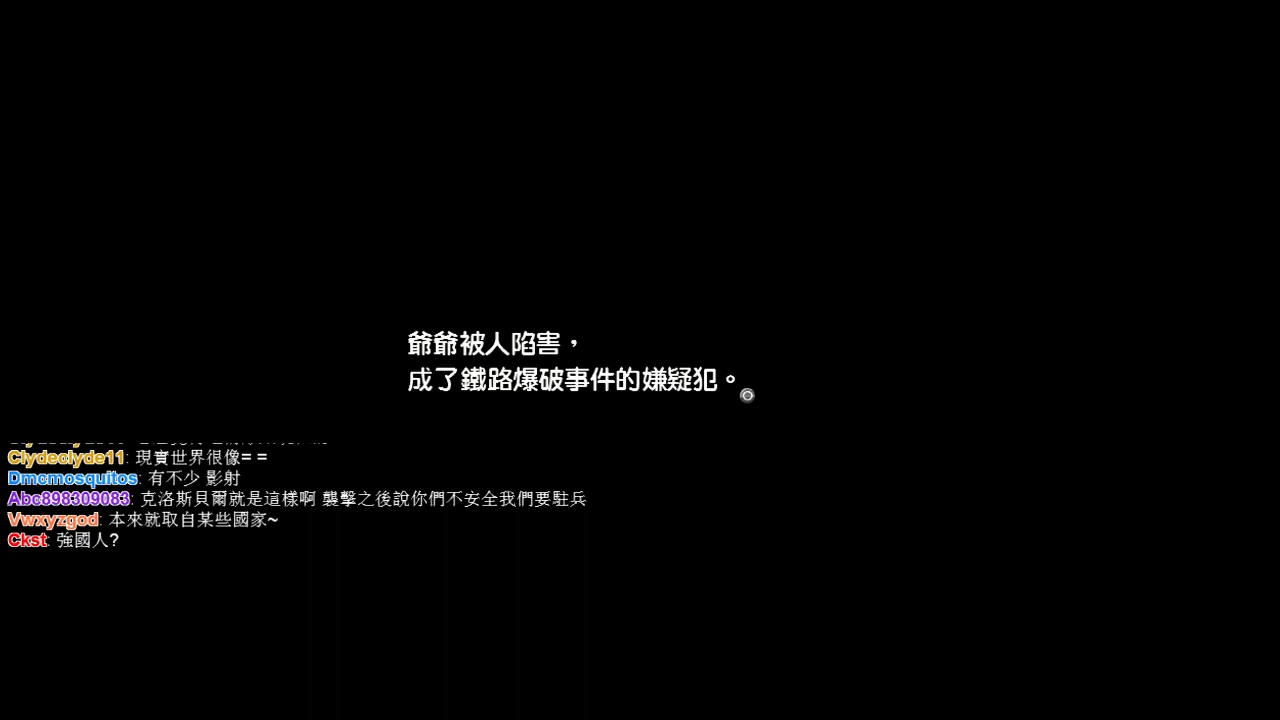 爺爺被人陷害，
成了鐵路爆破事件的嫌疑犯。
Clydeclyde11: 現實世界很像= =
Dmcmosquitos: 有不少 影射
Abc898309083: 克洛斯貝爾就是這樣啊 襲擊之後說你們不安全我們要駐兵
Vwxyzgod: 本來就取自某些國家~
Ckst: 強國人?